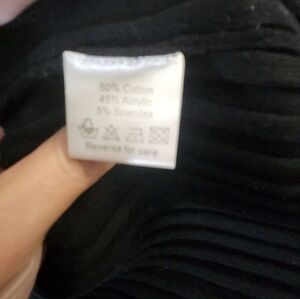 50% Cotton
45% Acrylic
5% Spandex
Reverse for care